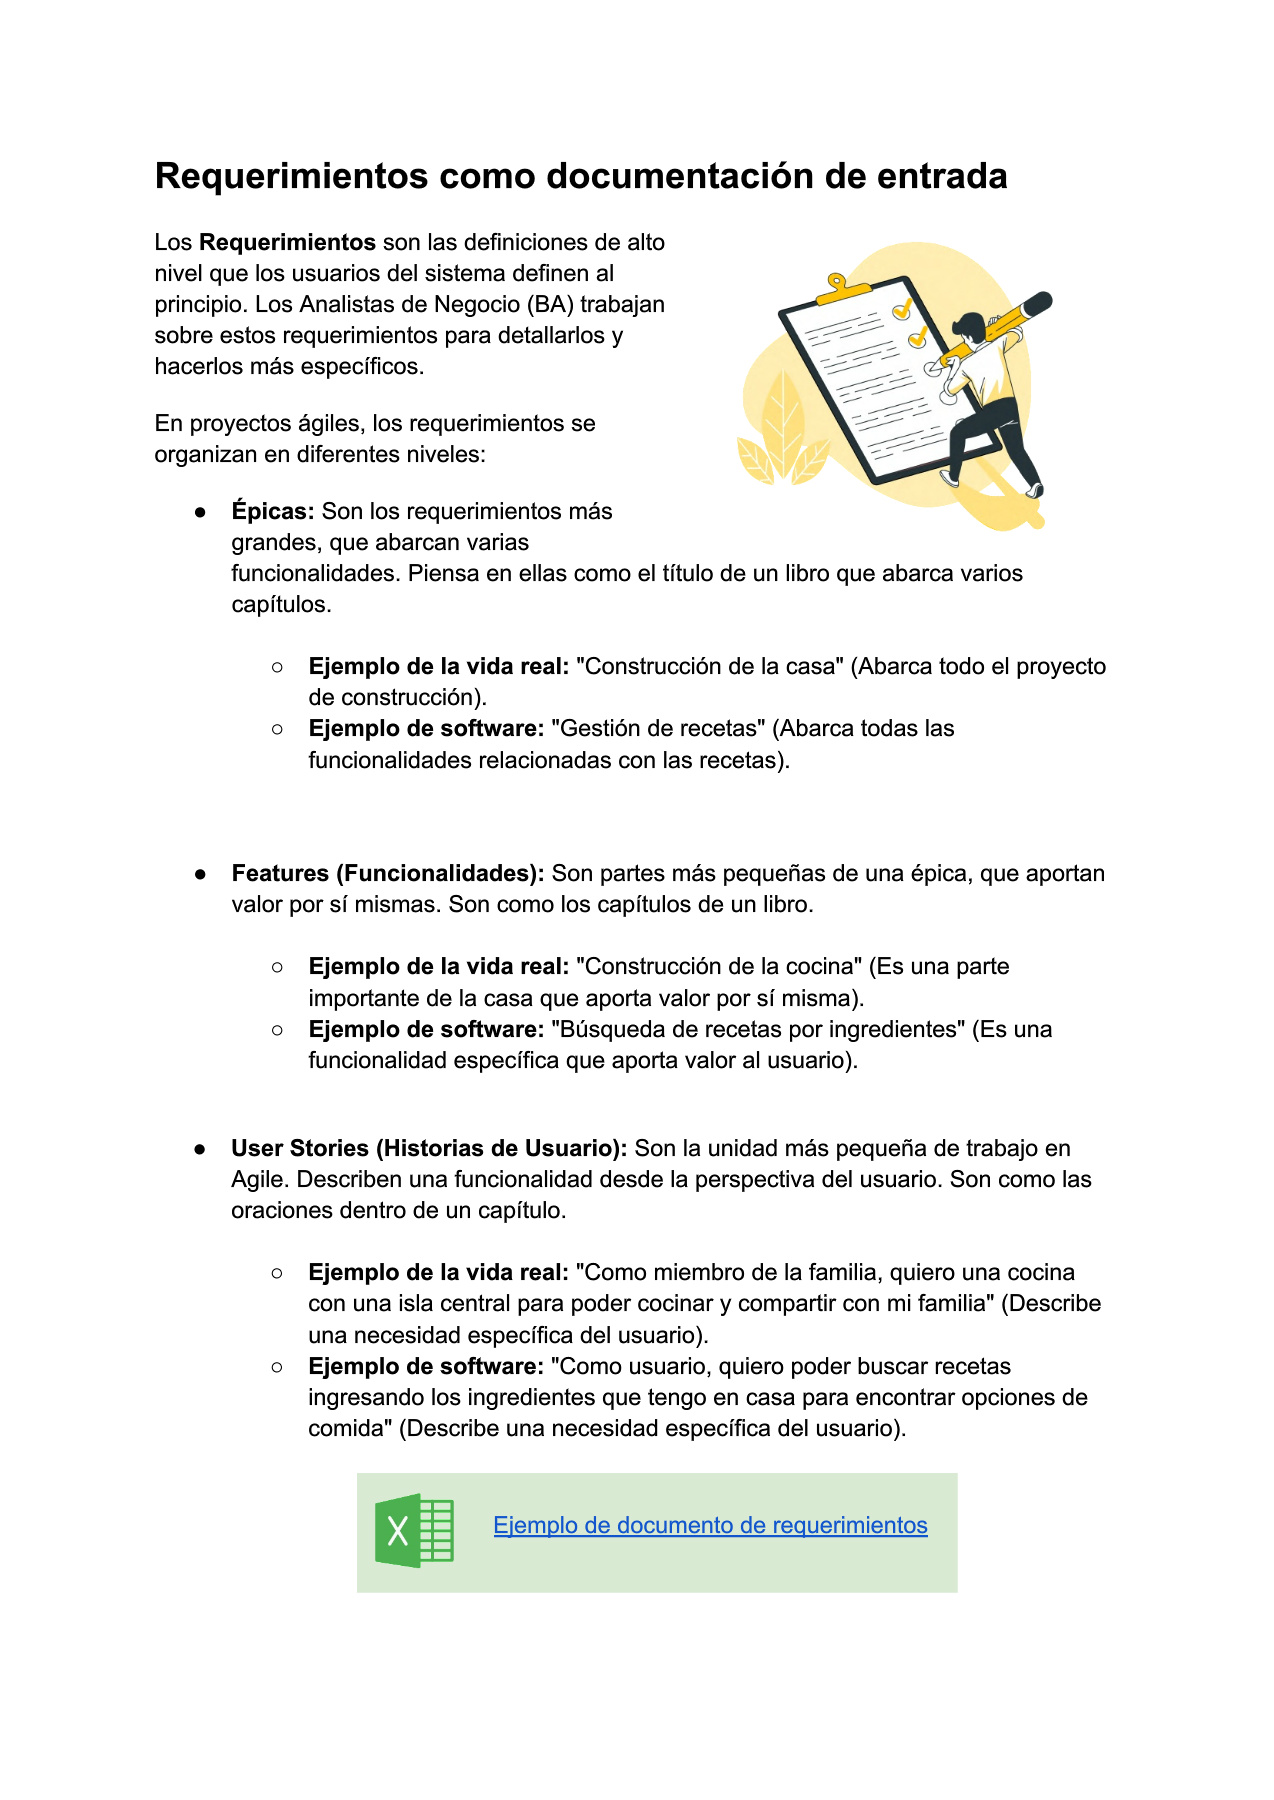 Requerimientos como documentación de entrada
Los Requerimientos son las definiciones de alto
nivel que los usuarios del sistema definen al
principio. Los Analistas de Negocio (BA) trabajan
sobre estos requerimientos para detallarlos y
hacerlos más específicos.
En proyectos ágiles, los requerimientos se
organizan en diferentes niveles:
● Épicas: Son los requerimientos más
grandes, que abarcan varias
funcionalidades. Piensa en ellas como el título de un libro que abarca varios
capítulos.
○ Ejemplo de la vida real: "Construcción de la casa" (Abarca todo el proyecto
de construcción).
○ Ejemplo de software: "Gestión de recetas" (Abarca todas las
funcionalidades relacionadas con las recetas).
● Features (Funcionalidades): Son partes más pequeñas de una épica, que aportan
valor por sí mismas. Son como los capítulos de un libro.
○ Ejemplo de la vida real: "Construcción de la cocina" (Es una parte
importante de la casa que aporta valor por sí misma).
○ Ejemplo de software: "Búsqueda de recetas por ingredientes" (Es una
funcionalidad específica que aporta valor al usuario).
● User Stories (Historias de Usuario): Son la unidad más pequeña de trabajo en
Agile. Describen una funcionalidad desde la perspectiva del usuario. Son como las
oraciones dentro de un capítulo.
○ Ejemplo de la vida real: "Como miembro de la familia, quiero una cocina
con una isla central para poder cocinar y compartir con mi familia" (Describe
una necesidad específica del usuario).
○ Ejemplo de software: "Como usuario, quiero poder buscar recetas
ingresando los ingredientes que tengo en casa para encontrar opciones de
comida" (Describe una necesidad específica del usuario).
X
Ejemplo de documento de requerimientos